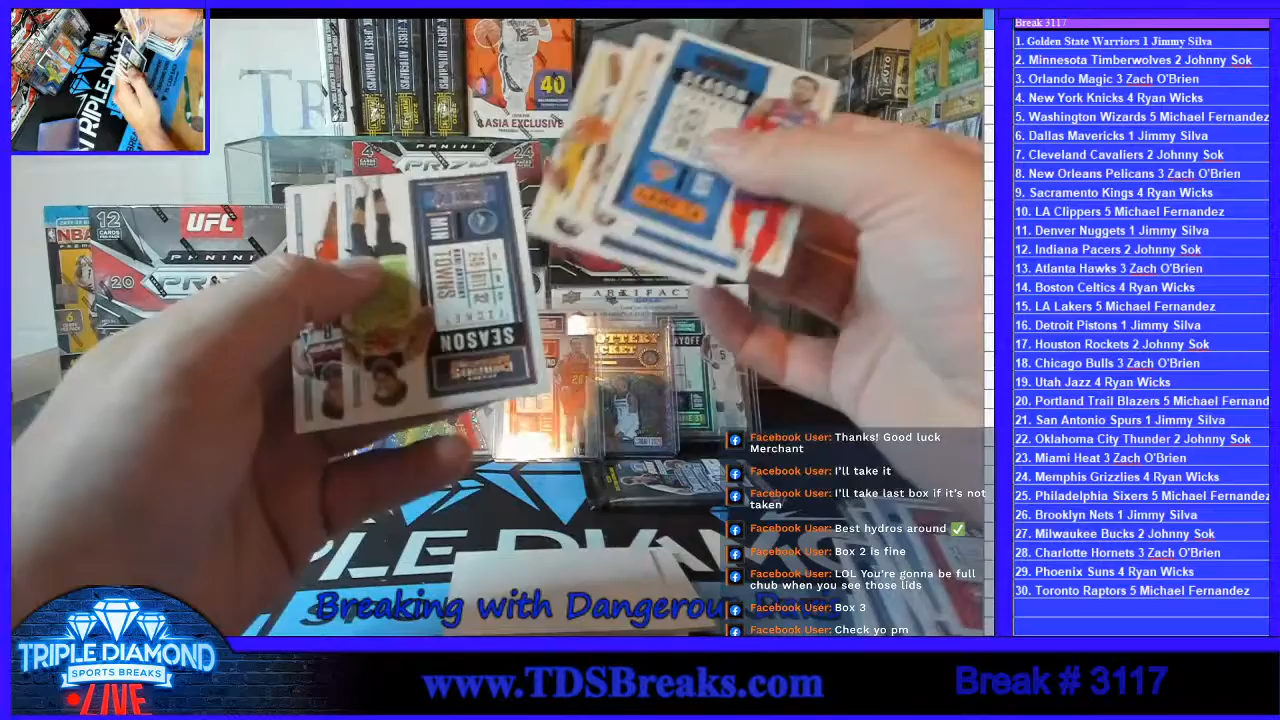 Break 3117
1. Golden State Warriors 1 Jimmy Silva
2. Minnesota Timberwolves 2 Johnny Sok
3. Orlando Magic 3 Zach O'Brien
4. New York Knicks 4 Ryan Wicks
5. Washington Wizards 5 Michael Fernandez
6. Dallas Mavericks 1 Jimmy Silva
7. Cleveland Cavaliers 2 Johnny Sok
8. New Orleans Pelicans 3 Zach O'Brien
9. Sacramento Kings 4 Ryan Wicks
10. LA Clippers 5 Michael Fernandez
11. Denver Nuggets 1 Jimmy Silva
12. Indiana Pacers 2 Johnny Sok
13. Atlanta Hawks 3 Zach O'Brien
14. Boston Celtics 4 Ryan Wicks
15. LA Lakers 5 Michael Fernandez
16. Detroit Pistons 1 Jimmy Silva
17. Houston Rockets 2 Johnny Sok
18. Chicago Bulls 3 Zach O'Brien
19. Utah Jazz 4 Ryan Wicks
20. Portland Trail Blazers 5 Michael Fernand
21. San Antonio Spurs 1 Jimmy Silva
22. Oklahoma City Thunder 2 Johnny Sok
23. Miami Heat 3 Zach O'Brien
24. Memphis Grizzlies 4 Ryan Wicks
25. Philadelphia Sixers 5 Michael Fernandez
26. Brooklyn Nets 1 Jimmy Silva
27. Milwaukee Bucks 2 Johnny Sok
28. Charlotte Hornets 3 Zach O'Brien
29. Phoenix Suns 4 Ryan Wicks
30. Toronto Raptors 5 Michael Fernandez
40
ASIA EXCLUSIVE
PANINI
24
SEASON
UFC
12
PANINI
20
NBA
MIN
TOWNS
SEASON
ARTIFACTS
Facebook User: Thanks! Good luck
Merchant
Facebook User: I'll take it
Facebook User: I'll take last box if it's not
taken
Facebook User: Best hydros around ✅
Facebook User: Box 2 is fine
Facebook User: LOL You're gonna be full
chub when you see those lids
Facebook User: Box 3
Facebook User: Check yo pm
Breaking with Dangerous
TRIPLE DIAMOND
SPORTS BREAKS
LIVE
www.TDSBreaks.com
Break # 3117